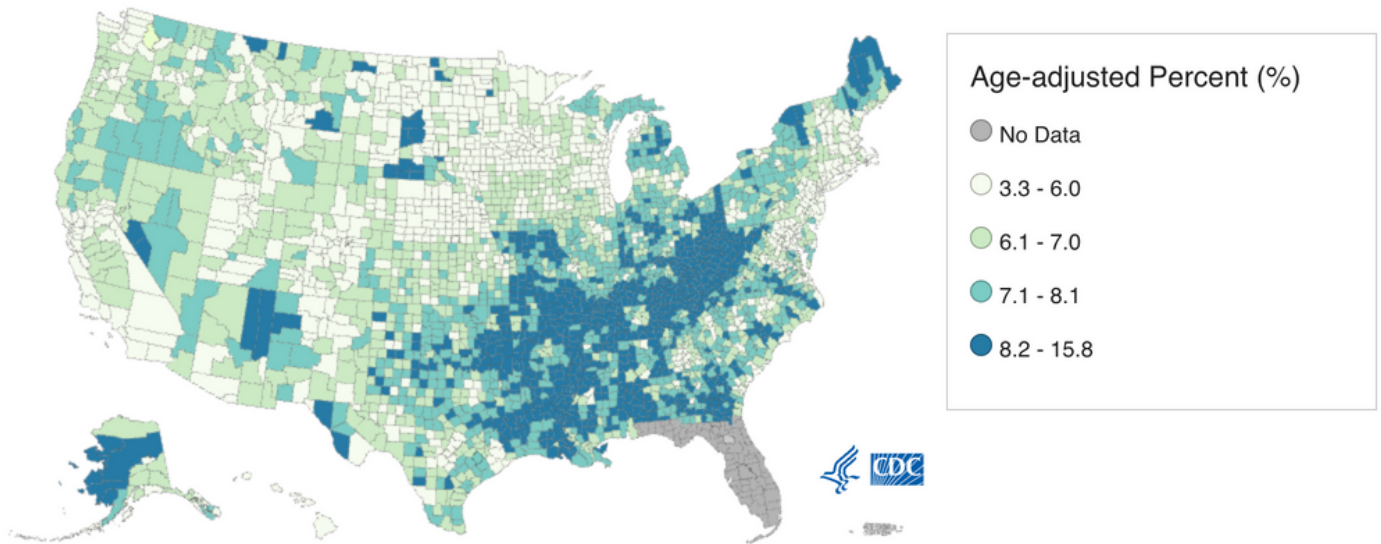 Age-adjusted Percent (%)
No Data
3.3 - 6.0
6.1 - 7.0
7.1 - 8.1
8.2 - 15.8
CDC